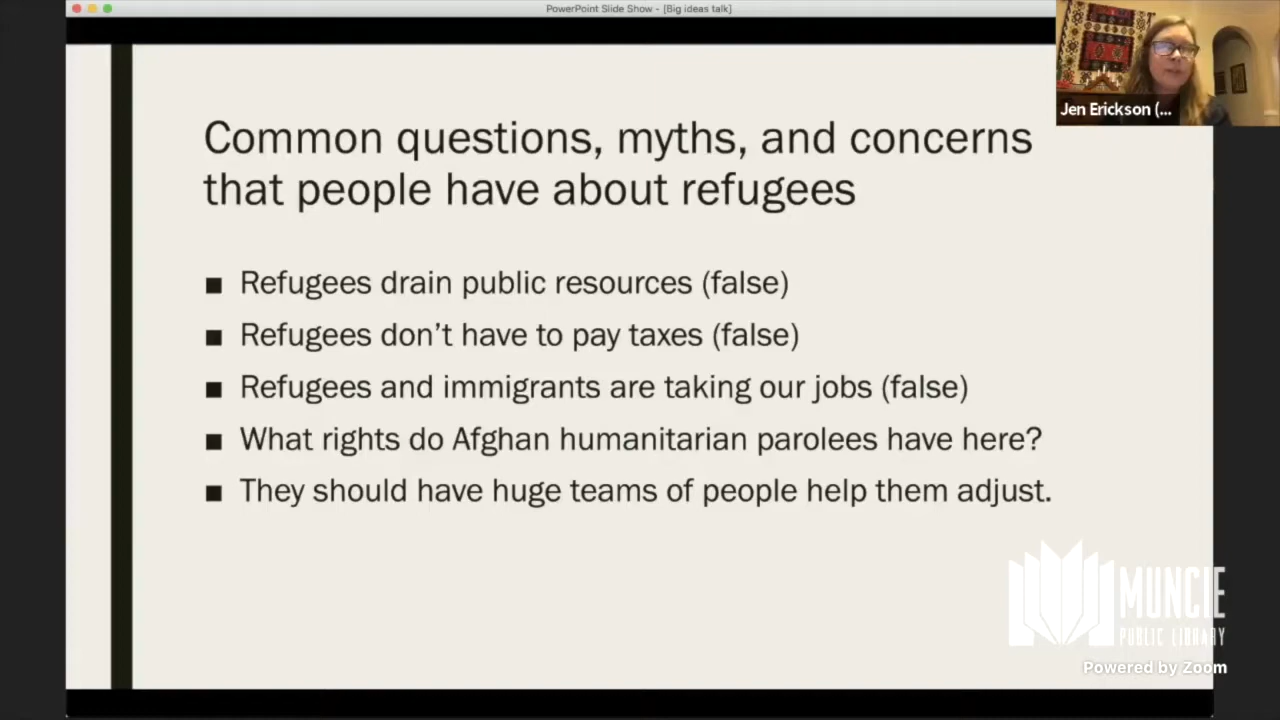 PowerPoint Slide Show - [Big ideas talk]
Jen Erickson (...
Common questions, myths, and concerns
that people have about refugees
■ Refugees drain public resources (false)
■ Refugees don't have to pay taxes (false)
■ Refugees and immigrants are taking our jobs (false)
■ What rights do Afghan humanitarian parolees have here?
■ They should have huge teams of people help them adjust.
MUNCIE
PUBLIC LIBRARY
Powered by Zoom